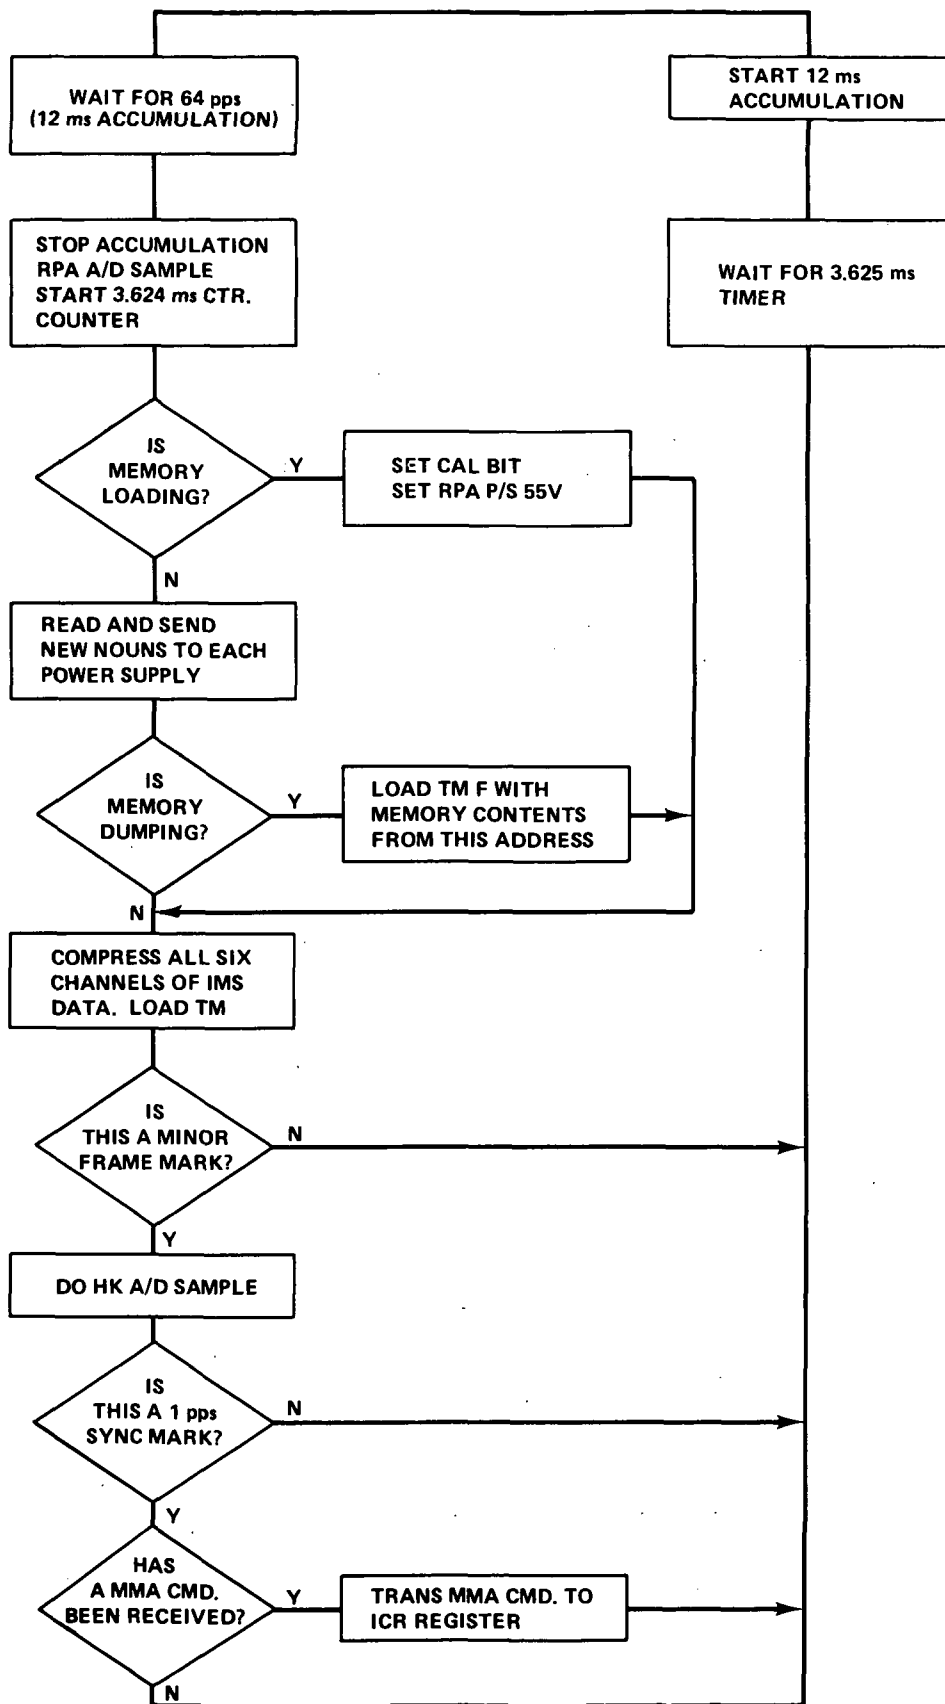 WAIT FOR 64 pps
(12 ms ACCUMULATION)
START 12 ms
ACCUMULATION
STOP ACCUMULATION
RPA A/D SAMPLE
START 3.624 ms CTR.
COUNTER
WAIT FOR 3.625 ms
TIMER
IS
MEMORY
LOADING?
Y
SET CAL BIT
SET RPA P/S 55V
N
READ AND SEND
NEW NOUNS TO EACH
POWER SUPPLY
IS
MEMORY
DUMPING?
Y
LOAD TM F WITH
MEMORY CONTENTS
FROM THIS ADDRESS
N
COMPRESS ALL SIX
CHANNELS OF IMS
DATA. LOAD TM
IS
THIS A MINOR
FRAME MARK?
N
Y
DO HK A/D SAMPLE
IS
THIS A 1 pps
SYNC MARK?
N
Y
HAS
A MMA CMD.
BEEN RECEIVED?
Y
TRANS MMA CMD. TO
ICR REGISTER
N